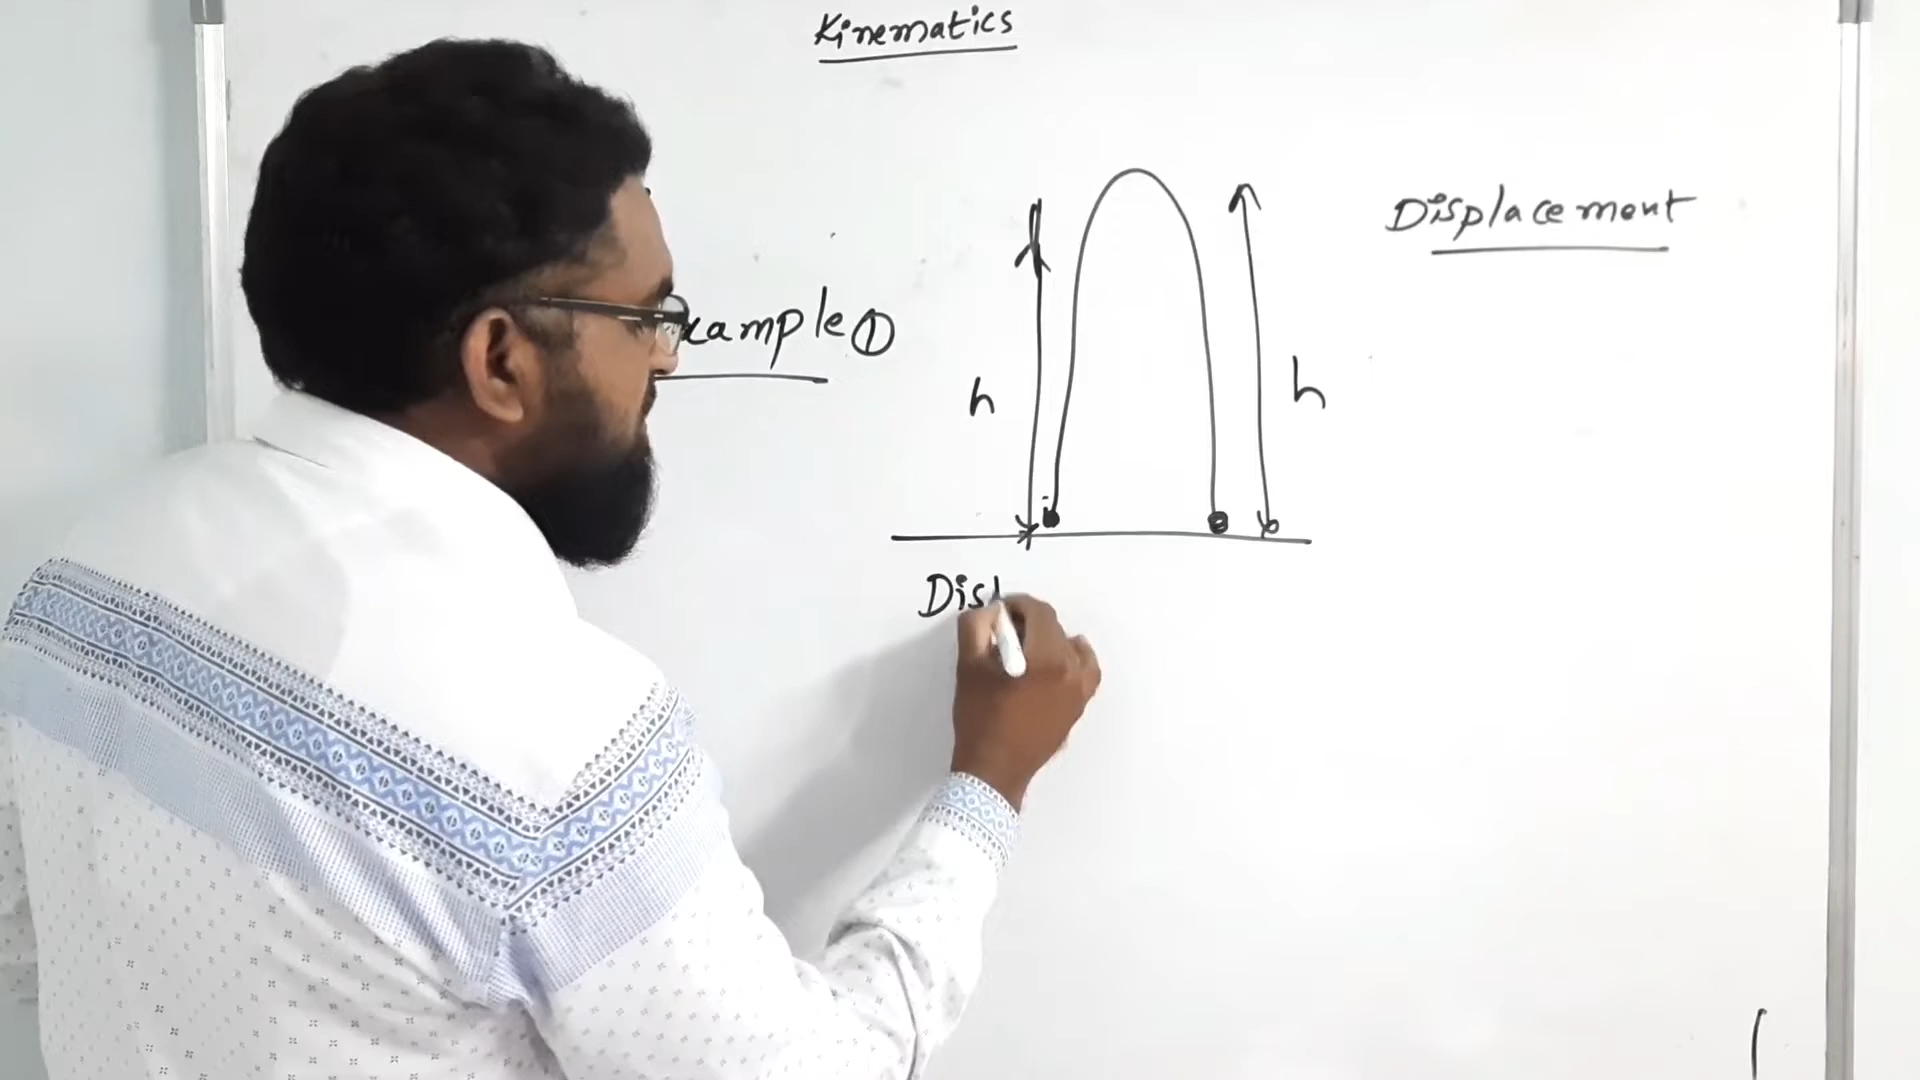 Kinematics
Displacement
xample ①
h
h
Dis